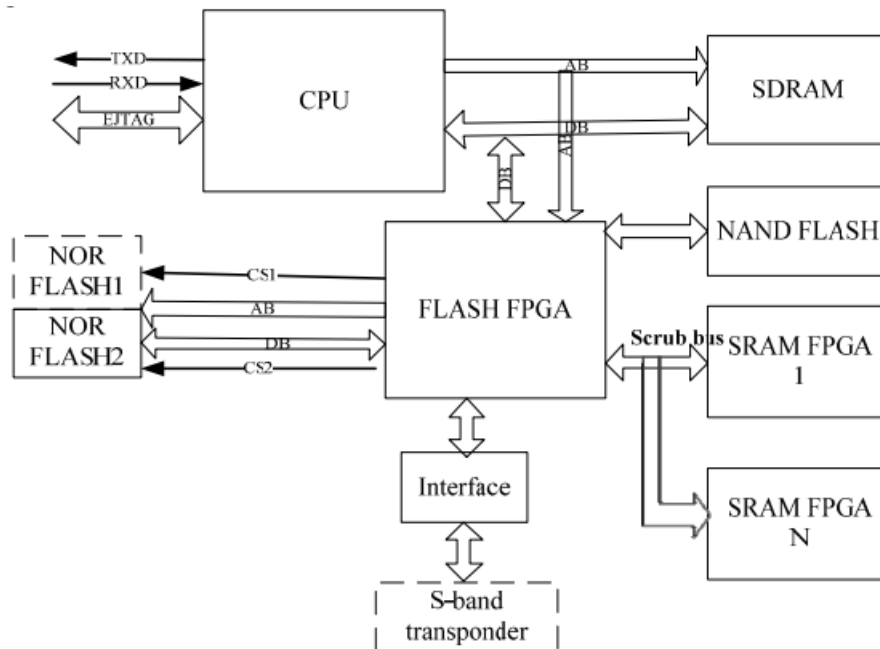 TXD
RXD
EJTAG
CPU
AB
DB
SDRAM
DB
AB
NOR
FLASH1
NOR
FLASH2
CS1
AB
DB
CS2
FLASH FPGA
NAND FLASH
Scrub bus
SRAM FPGA
1
SRAM FPGA
N
Interface
S-band
transponder